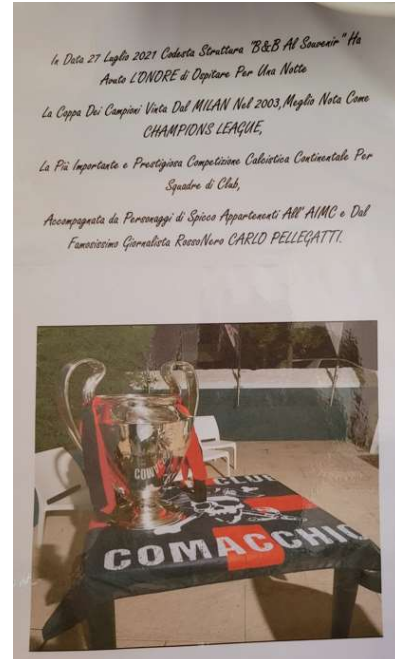 In Data 27 Luglio 2021 Codesta Struttura "B&B Al Souvenir" Ha
Avuto L'ONORE di Ospitare Per Una Notte
La Coppa Dei Campioni Vinta Dal MILAN Nel 2003,Meglio Nota Come
CHAMPIONS LEAGUE,
La Più Importante e Prestigiosa Competizione Calcistica Continentale Per
Squadre di Club,
Accompagnata da Personaggi di Spicco Appartenenti All' AIMC e Dal
Famosissimo Giornalista RossoNero CARLO PELLEGATTI.
CLUB
COMACCHIO